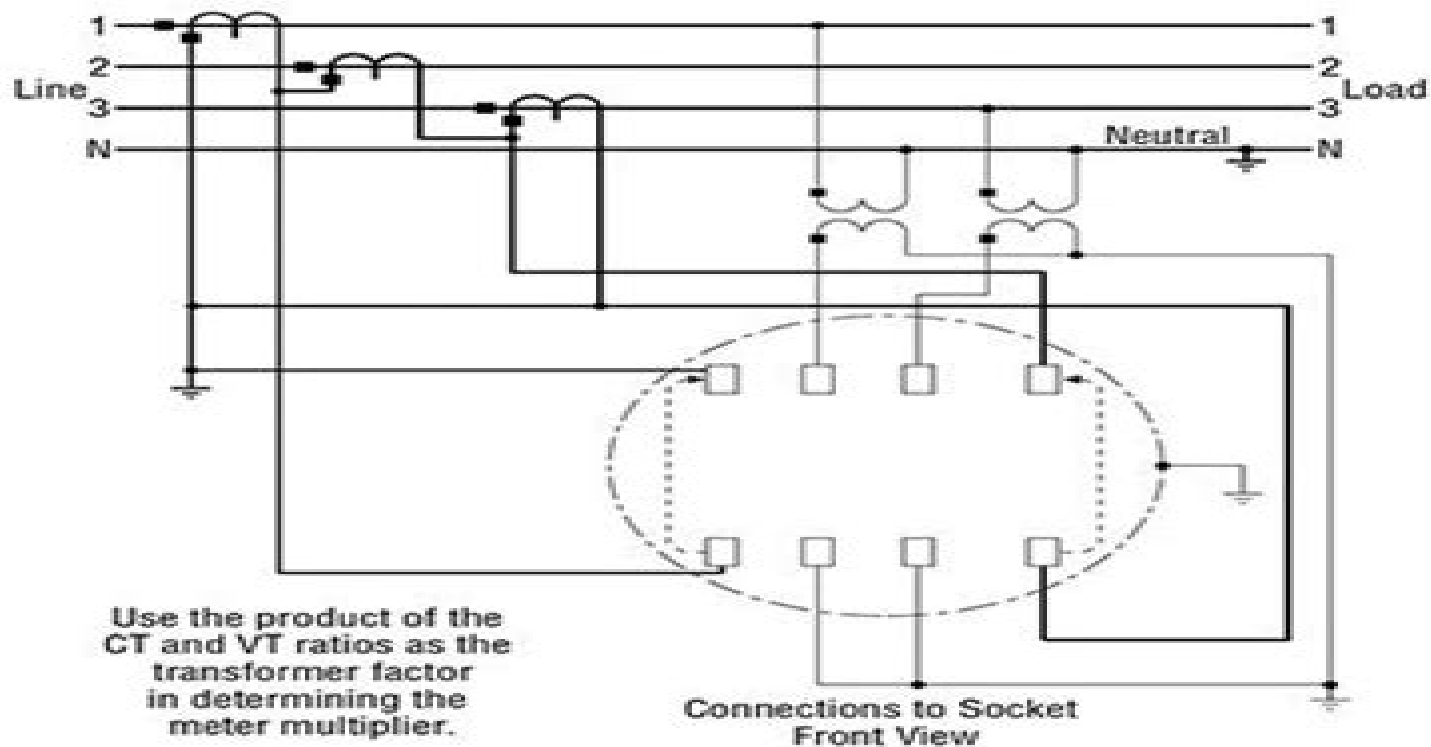 1 1
2 2
Line Load
3 3
Neutral
N N
Use the product of the
CT and VT ratios as the
transformer factor
in determining the
meter multiplier.
Connections to Socket
Front View